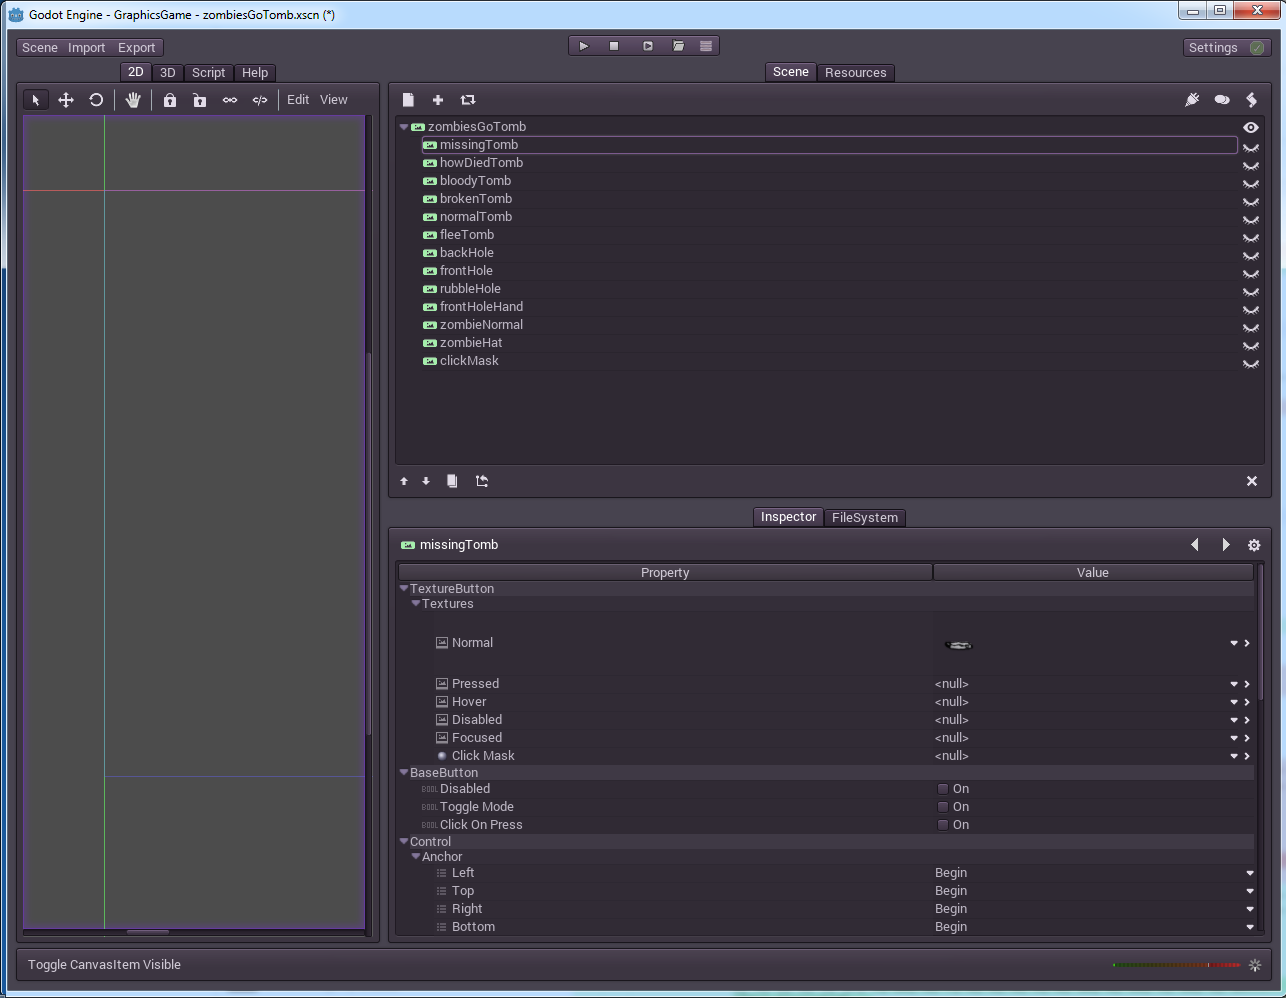 Godot Engine - GraphicsGame - zombiesGoTomb.xscn (*)
Scene Import Export
Settings
2D 3D Script Help
Scene Resources
Edit View
zombiesGoTomb
missingTomb
howDiedTomb
bloodyTomb
brokenTomb
normalTomb
fleeTomb
backHole
frontHole
rubbleHole
frontHoleHand
zombieNormal
zombieHat
clickMask
Inspector FileSystem
missingTomb
Property Value
TextureButton
Textures
Normal
Pressed <null>
Hover <null>
Disabled <null>
Focused <null>
Click Mask <null>
BaseButton
BOOL Disabled On
BOOL Toggle Mode On
BOOL Click On Press On
Control
Anchor
Left Begin
Top Begin
Right Begin
Bottom Begin
Toggle CanvasItem Visible